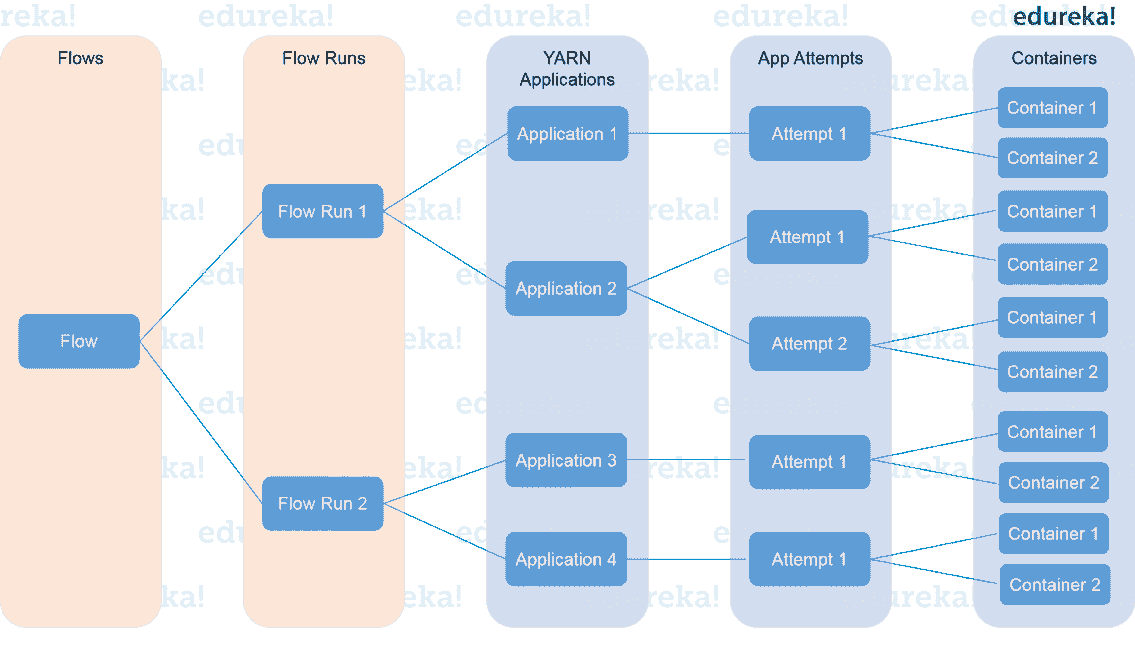 edureka!
Flows
Flow Runs
YARN
Applications
App Attempts
Containers
Flow
Flow Run 1
Flow Run 2
Application 1
Application 2
Application 3
Application 4
Attempt 1
Attempt 1
Attempt 2
Attempt 1
Attempt 1
Container 1
Container 2
Container 1
Container 2
Container 1
Container 2
Container 1
Container 2
Container 1
Container 2